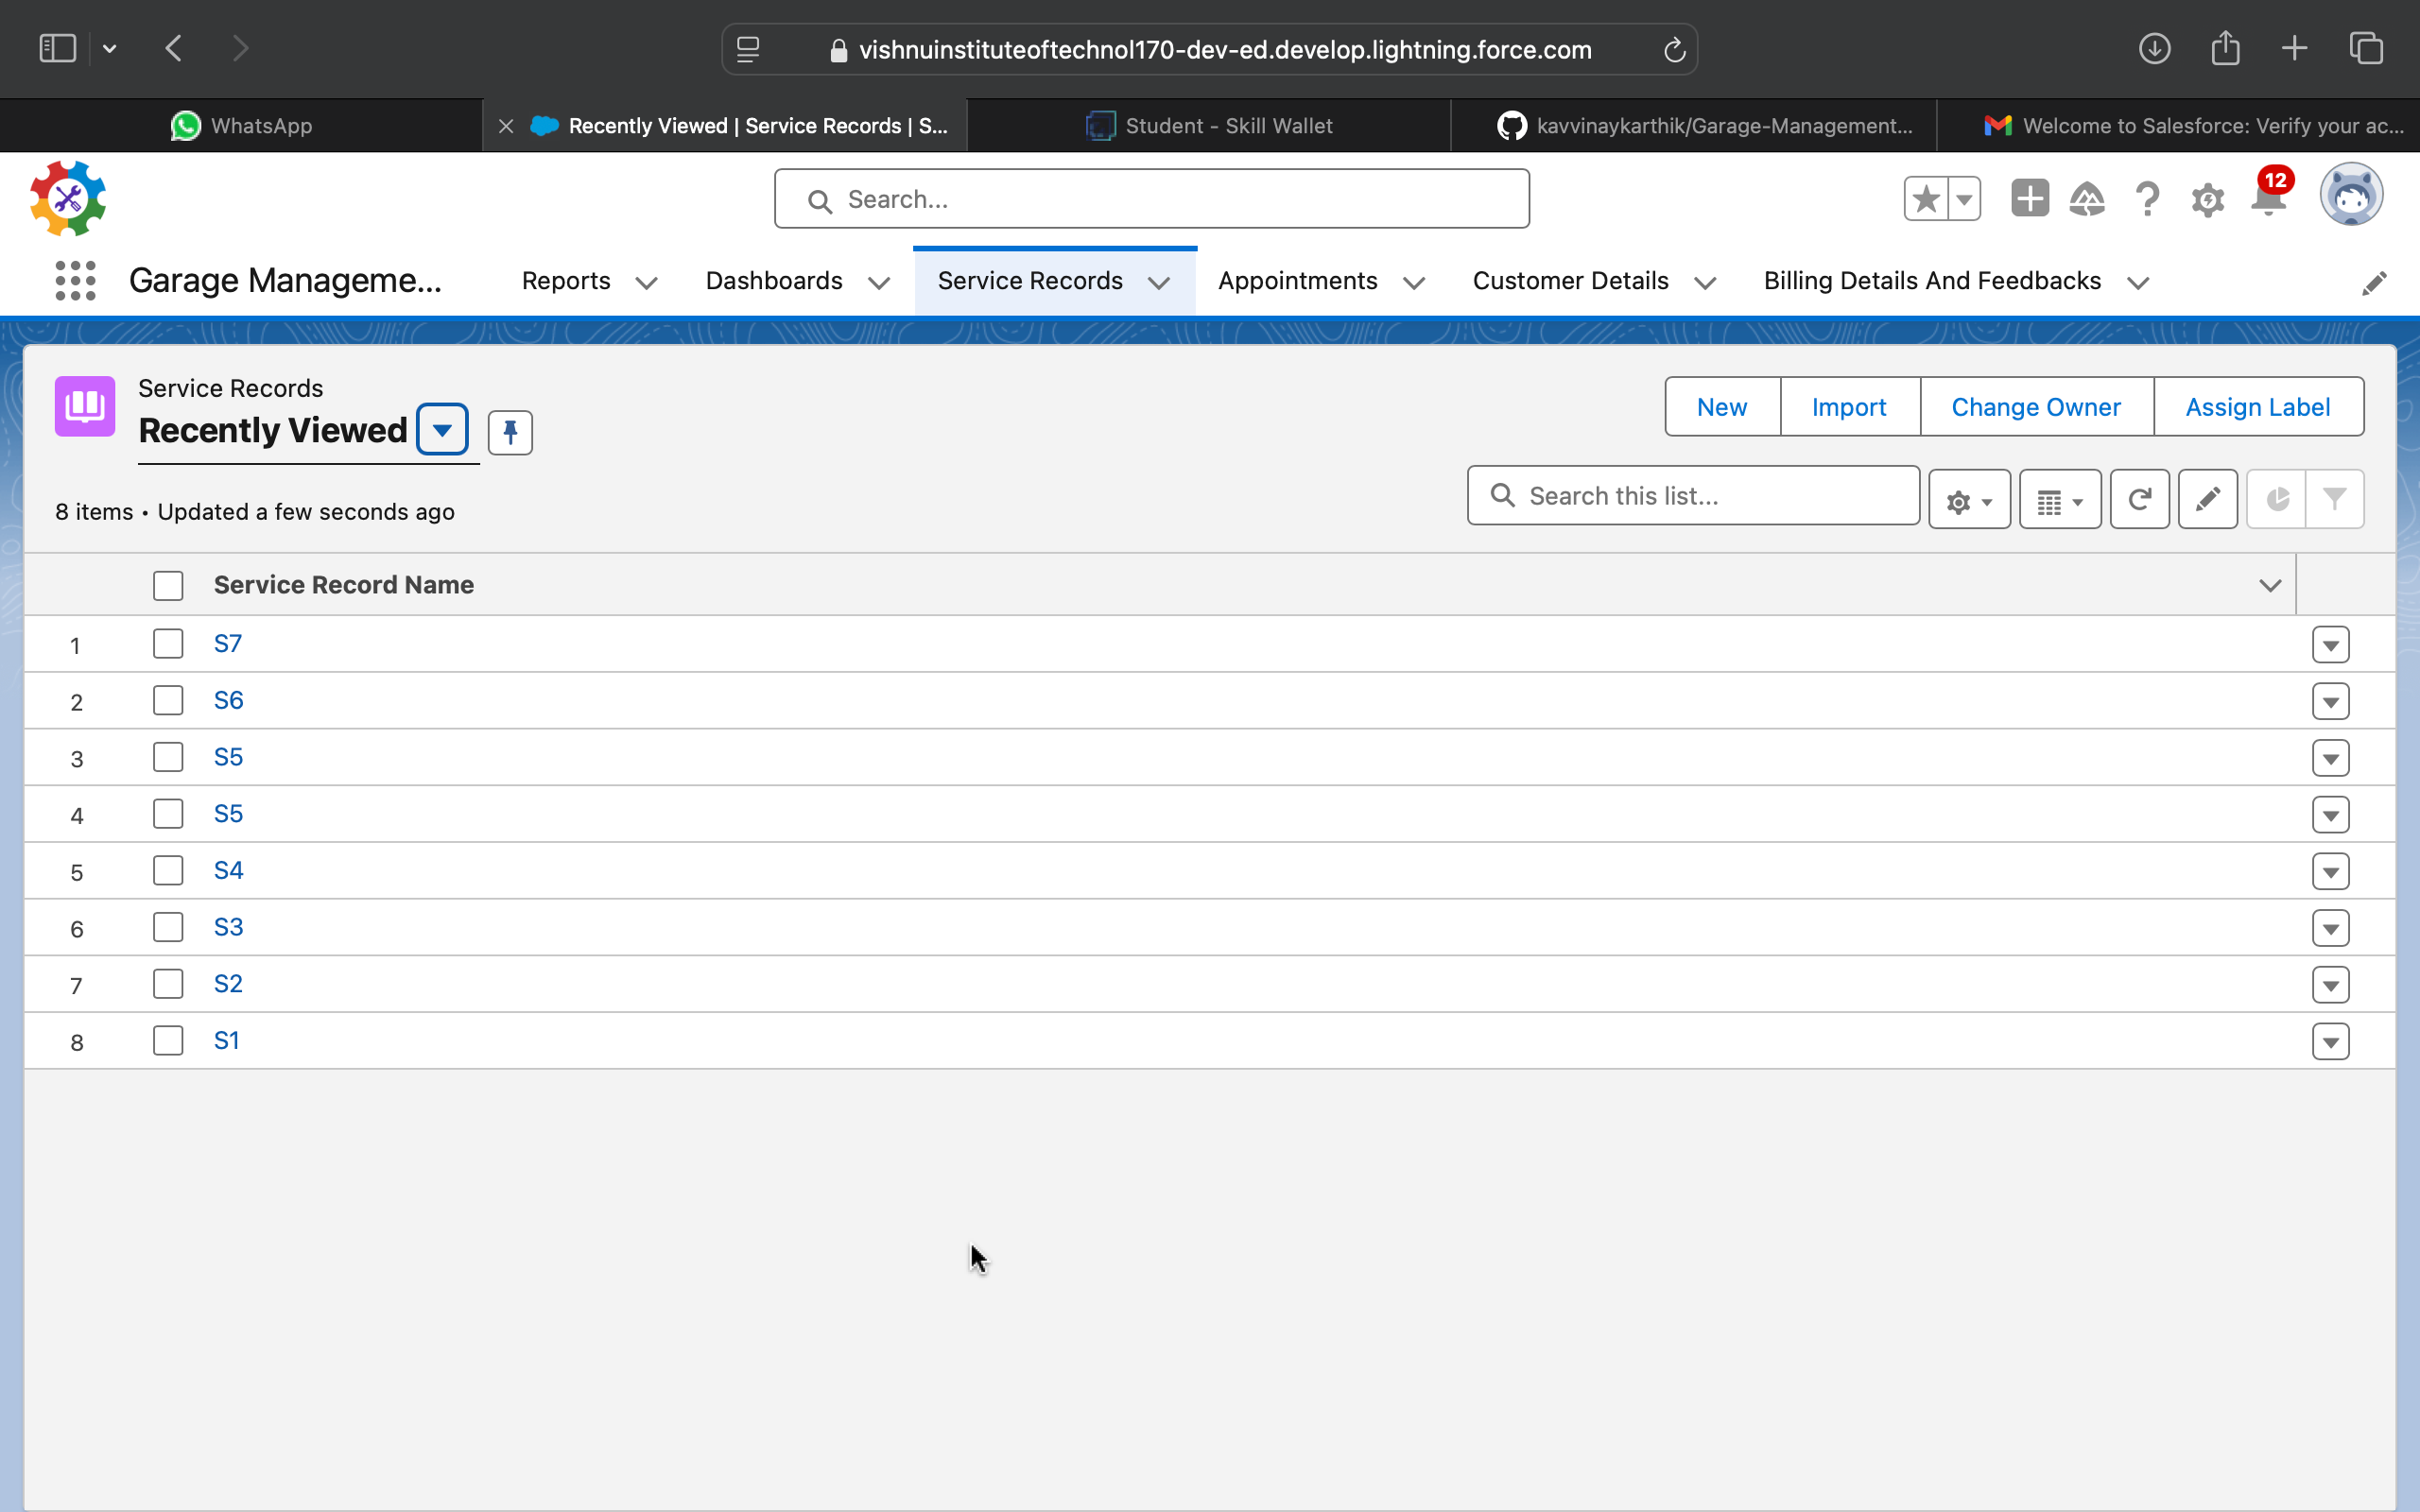 vishnuinstituteoftechnol170-dev-ed.develop.lightning.force.com
WhatsApp
Recently Viewed | Service Records | S...
Student - Skill Wallet
kavvinaykarthik/Garage-Management...
Welcome to Salesforce: Verify your ac...
Search...
12
Garage Manageme...
Reports
Dashboards
Service Records
Appointments
Customer Details
Billing Details And Feedbacks
Service Records
Recently Viewed
New
Import
Change Owner
Assign Label
8 items • Updated a few seconds ago
Search this list...
Service Record Name
1 S7
2 S6
3 S5
4 S5
5 S4
6 S3
7 S2
8 S1